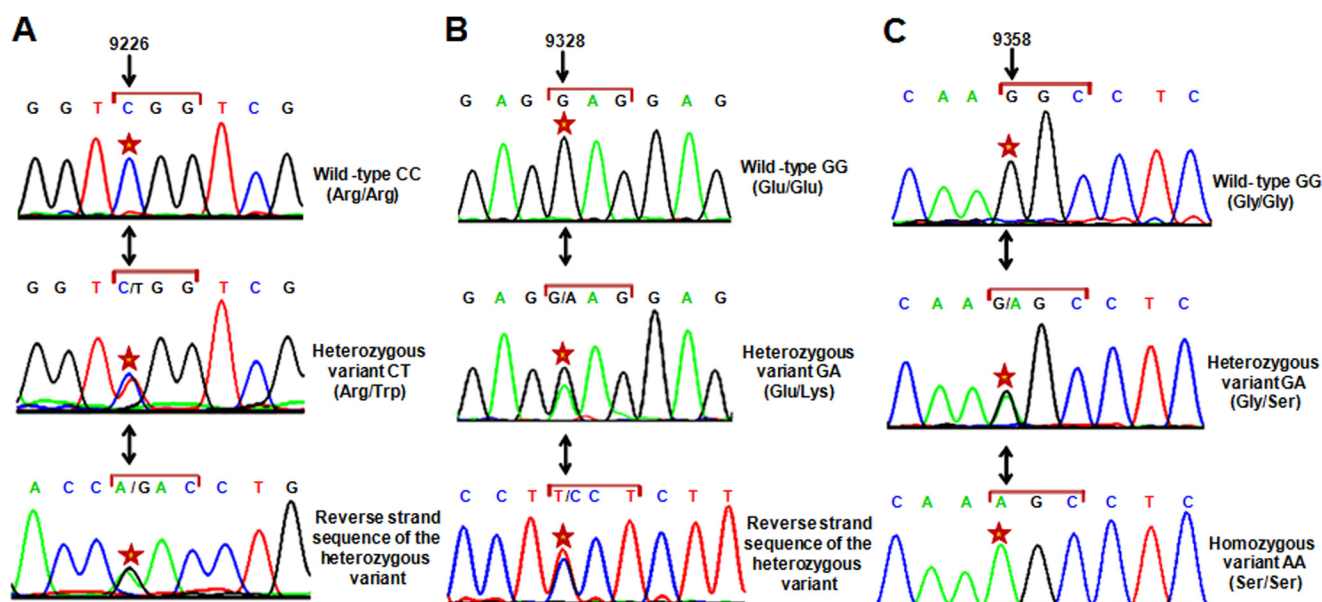 A
9226
G G T C G G T C G
Wild-type CC
(Arg/Arg)
G G T C/T G G T C G
Heterozygous
variant CT
(Arg/Trp)
A C C A/G A C C T G
Reverse strand
sequence of the
heterozygous
variant
B
9328
G A G G A G G A G
Wild-type GG
(Glu/Glu)
G A G G/A A G G A G
Heterozygous
variant GA
(Glu/Lys)
C C T T/C C T C T T
Reverse strand
sequence of the
heterozygous
variant
C
9358
C A A G G C C T C
Wild-type GG
(Gly/Gly)
C A A G/A G C C T C
Heterozygous
variant GA
(Gly/Ser)
C A A A G C C T C
Homozygous
variant AA
(Ser/Ser)